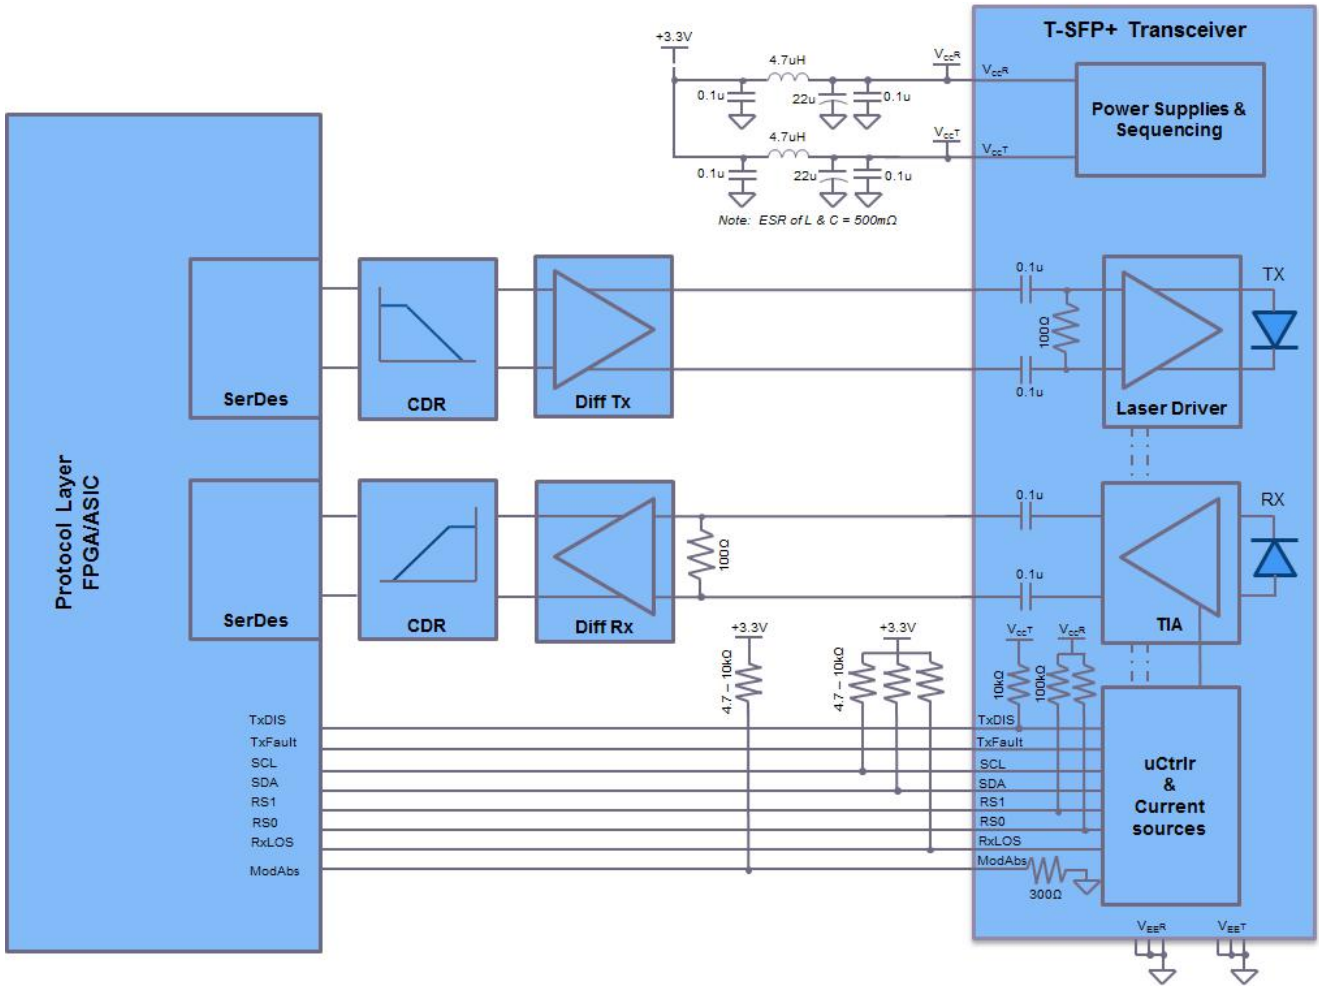 T-SFP+ Transceiver
+3.3V
4.7uH
VccR
VccR
0.1u
22u
0.1u
Power Supplies &
Sequencing
4.7uH
VccT
VccT
0.1u
22u
0.1u
Note: ESR of L & C = 500mΩ
0.1u
TX
100Ω
0.1u
SerDes
CDR
Diff Tx
Laser Driver
Protocol Layer
FPGA/ASIC
0.1u
RX
100Ω
0.1u
SerDes
CDR
Diff Rx
TIA
+3.3V
+3.3V
VccT
VccR
4.7 – 10kΩ
4.7 – 10kΩ
10kΩ
100kΩ
TxDIS
TxDIS
TxFault
TxFault
SCL
SCL
SDA
SDA
RS1
RS1
RS0
RS0
RxLOS
RxLOS
ModAbs
ModAbs
300Ω
uCtrlr
&
Current
sources
VEER
VEET